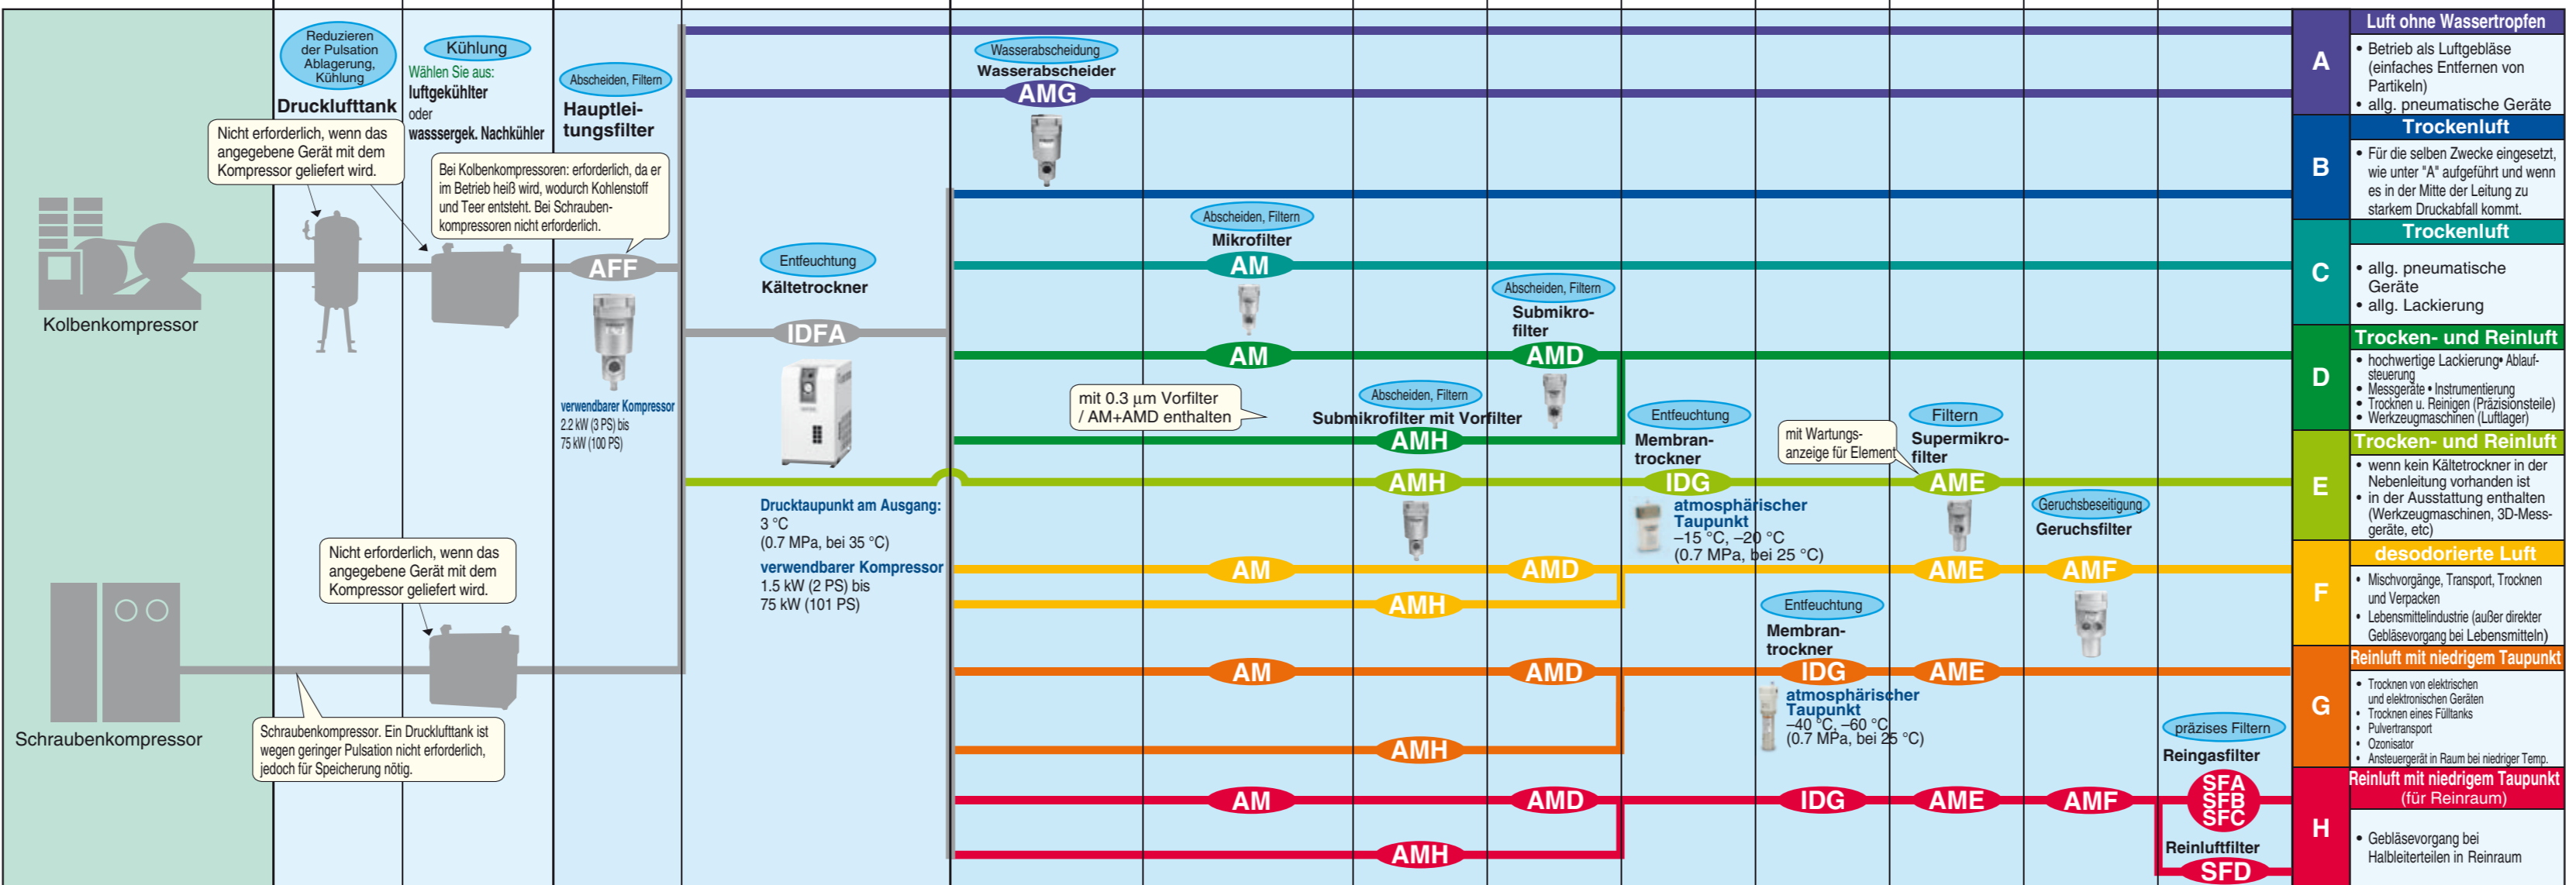 Reduzieren
der Pulsation
Ablagerung,
Kühlung
Drucklufttank
Nicht erforderlich, wenn das
angegebene Gerät mit dem
Kompressor geliefert wird.
Kühlung
Wählen Sie aus:
luftgekühlter
oder
wasssergek. Nachkühler
Abscheiden, Filtern
Hauptlei-
tungsfilter
Bei Kolbenkompressoren: erforderlich, da er
im Betrieb heiß wird, wodurch Kohlenstoff
und Teer entsteht. Bei Schrauben-
kompressoren nicht erforderlich.
AFF
verwendbarer Kompressor
2.2 kW (3 PS) bis
75 kW (100 PS)
Kolbenkompressor
Nicht erforderlich, wenn das
angegebene Gerät mit dem
Kompressor geliefert wird.
Schraubenkompressor
Schraubenkompressor. Ein Drucklufttank ist
wegen geringer Pulsation nicht erforderlich,
jedoch für Speicherung nötig.
Entfeuchtung
Kältetrockner
IDFA
Drucktaupunkt am Ausgang:
3 °C
(0.7 MPa, bei 35 °C)
verwendbarer Kompressor
1.5 kW (2 PS) bis
75 kW (101 PS)
Wasserabscheidung
Wasserabscheider
AMG
Abscheiden, Filtern
Mikrofilter
AM
Abscheiden, Filtern
Submikro-
filter
AM
AMD
mit 0.3 µm Vorfilter
/ AM+AMD enthalten
Abscheiden, Filtern
Submikrofilter mit Vorfilter
AMH
Entfeuchtung
Membran-
trockner
mit Wartungs-
anzeige für Element
Filtern
Supermikro-
filter
AMH
IDG
AME
atmosphärischer
Taupunkt
–15 °C, –20 °C
(0.7 MPa, bei 25 °C)
Geruchsbeseitigung
Geruchsfilter
AM
AMD
AME
AMF
AMH
Entfeuchtung
Membran-
trockner
AM
AMD
IDG
AME
atmosphärischer
Taupunkt
–40 °C, –60 °C
(0.7 MPa, bei 25 °C)
AMH
präzises Filtern
Reingasfilter
AM
AMD
IDG
AME
AMF
SFA
SFB
SFC
AMH
Reinluftfilter
SFD
A
Luft ohne Wassertropfen
• Betrieb als Luftgebläse
(einfaches Entfernen von
Partikeln)
• allg. pneumatische Geräte
B
Trockenluft
• Für die selben Zwecke eingesetzt,
wie unter "A" aufgeführt und wenn
es in der Mitte der Leitung zu
starkem Druckabfall kommt.
C
Trockenluft
• allg. pneumatische
Geräte
• allg. Lackierung
D
Trocken- und Reinluft
• hochwertige Lackierung• Ablauf-
steuerung
• Messgeräte • Instrumentierung
• Trocknen u. Reinigen (Präzisionsteile)
• Werkzeugmaschinen (Luftlager)
E
Trocken- und Reinluft
• wenn kein Kältetrockner in der
Nebenleitung vorhanden ist
• in der Ausstattung enthalten
(Werkzeugmaschinen, 3D-Mess-
geräte, etc)
F
desodorierte Luft
• Mischvorgänge, Transport, Trocknen
und Verpacken
• Lebensmittelindustrie (außer direkter
Gebläsevorgang bei Lebensmitteln)
G
Reinluft mit niedrigem Taupunkt
• Trocknen von elektrischen
und elektronischen Geräten
• Trocknen eines Fülltanks
• Pulvertransport
• Ozonisator
• Ansteuergerät in Raum bei niedriger Temp.
H
Reinluft mit niedrigem Taupunkt
(für Reinraum)
• Gebläsevorgang bei
Halbleiterteilen in Reinraum